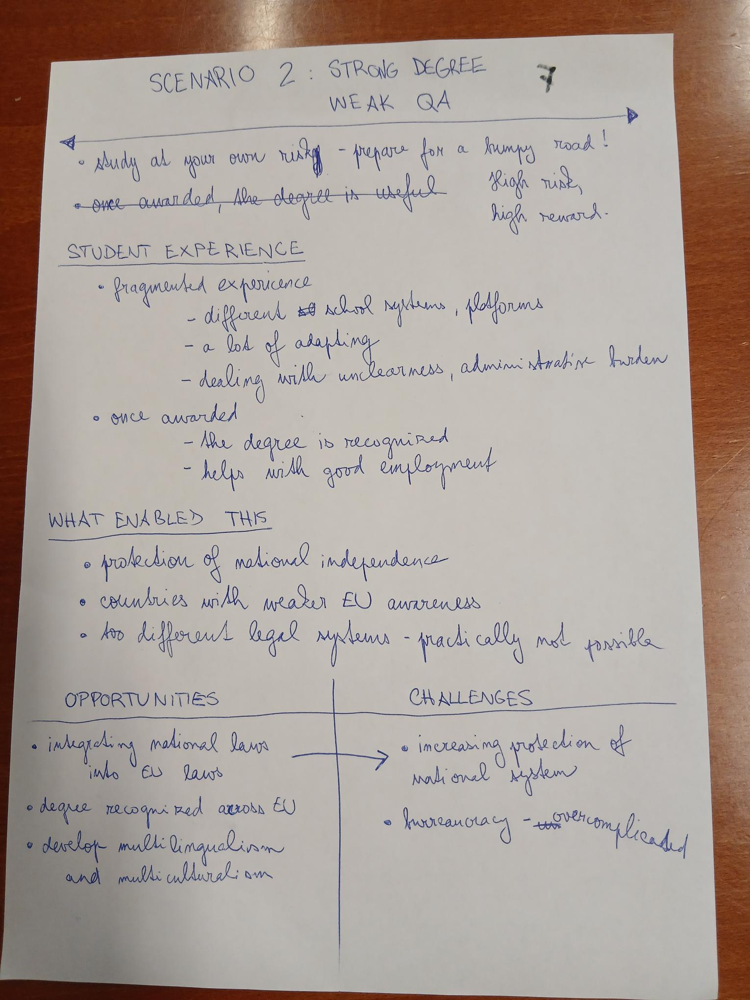 SCENARIO 2: STRONG DEGREE 7
WEAK QA
• study at your own risk - prepare for a bumpy road!
• once awarded, the degree is useful High risk,
high reward.
STUDENT EXPERIENCE
• fragmented expericence
- different school systems, platforms
- a lot of adapting
- dealing with unclearness, administrative burden
• once awarded
- the degree is recognized
- helps with good employment
WHAT ENABLED THIS
• protection of national independence
• countries with weaker EU awareness
• too different legal systems - practically not possible
OPPORTUNITIES
• integrating national laws
into EU laws
• degree recognized across EU
• develop multilingualism
and multiculturalism
CHALLENGES
• increasing protection of
national system
• burreaucracy - overcomplicated